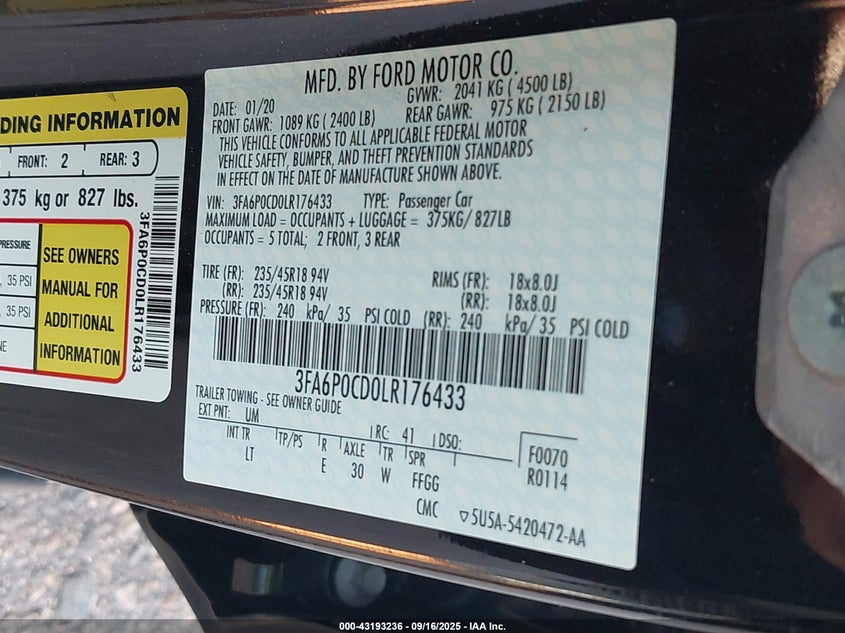 DING INFORMATION
FRONT: 2 REAR: 3
375 kg or 827 lbs.
PRESSURE
, 35 PSI
, 35 PSI
NE
SEE OWNERS
MANUAL FOR
ADDITIONAL
INFORMATION
3FA6P0CD0LR176433
MFD. BY FORD MOTOR CO.
DATE: 01/20 GVWR: 2041 KG ( 4500 LB)
FRONT GAWR: 1089 KG ( 2400 LB) REAR GAWR: 975 KG ( 2150 LB)
THIS VEHICLE CONFORMS TO ALL APPLICABLE FEDERAL MOTOR
VEHICLE SAFETY, BUMPER, AND THEFT PREVENTION STANDARDS
IN EFFECT ON THE DATE OF MANUFACTURE SHOWN ABOVE.
VIN: 3FA6P0CD0LR176433 TYPE: Passenger Car
MAXIMUM LOAD = OCCUPANTS + LUGGAGE = 375KG/ 827LB
OCCUPANTS = 5 TOTAL; 2 FRONT, 3 REAR
TIRE (FR): 235/45R18 94V RIMS (FR): 18x8.0J
(RR): 235/45R18 94V (RR): 18x8.0J
PRESSURE (FR): 240 kPa/ 35 PSI COLD (RR): 240 kPa/ 35 PSI COLD
3FA6P0CD0LR176433
TRAILER TOWING - SEE OWNER GUIDE
EXT PNT: UM RC: 41 DSO:
INT TR TP/PS R AXLE TR SPR F0070
LT E 30 W FFGG R0114
CMC ▽5U5A-5420472-AA
000-43193236 - 09/16/2025 - IAA Inc.